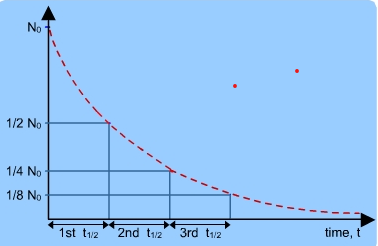 N₀
1/2 N₀
1/4 N₀
1/8 N₀
1st t₁/₂ 2nd t₁/₂ 3rd t₁/₂ time, t